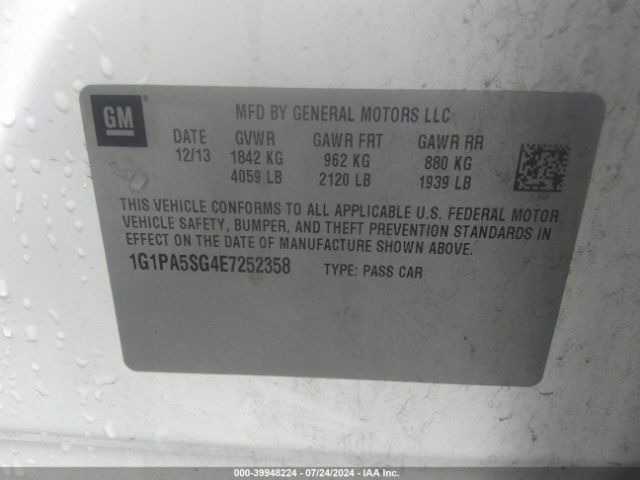 GM
MFD BY GENERAL MOTORS LLC
DATE GVWR GAWR FRT GAWR RR
12/13 1842 KG 962 KG 880 KG
4059 LB 2120 LB 1939 LB
THIS VEHICLE CONFORMS TO ALL APPLICABLE U.S. FEDERAL MOTOR
VEHICLE SAFETY, BUMPER, AND THEFT PREVENTION STANDARDS IN
EFFECT ON THE DATE OF MANUFACTURE SHOWN ABOVE.
1G1PA5SG4E7252358 TYPE: PASS CAR
000-39948224 - 07/24/2024 - IAA Inc.